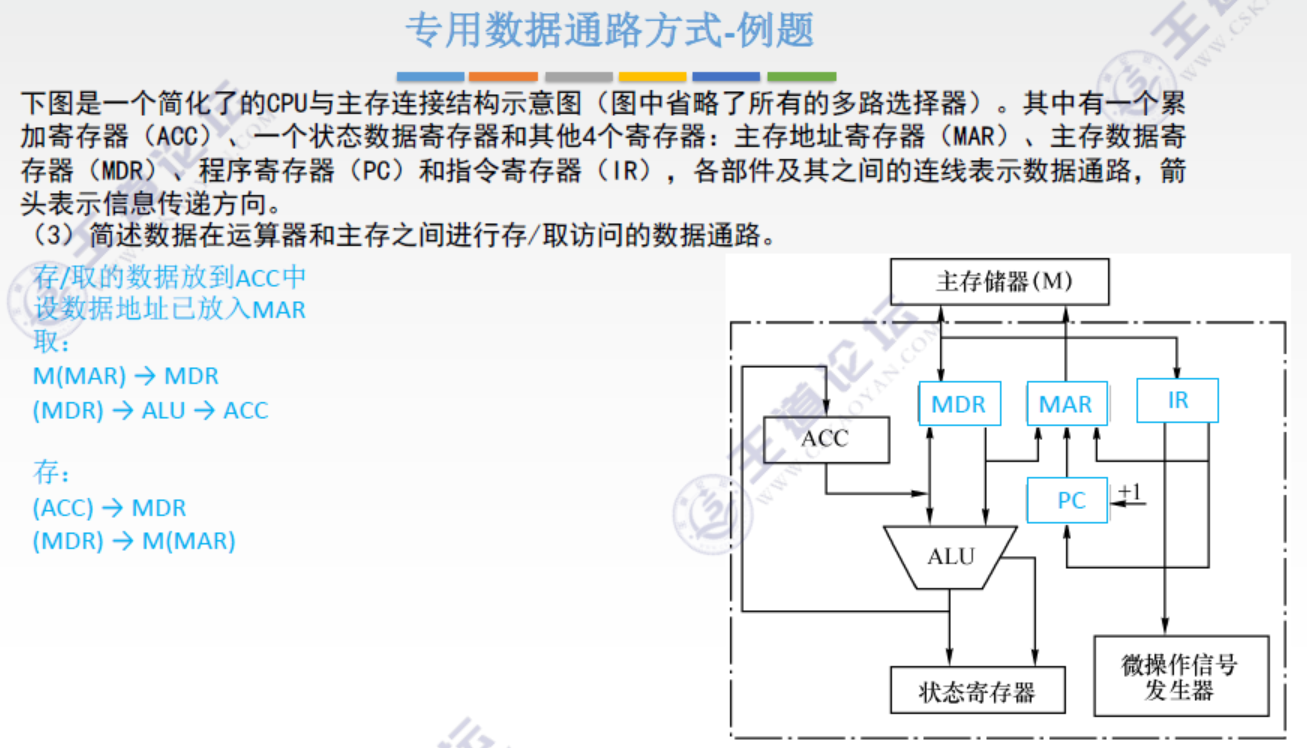 专用数据通路方式-例题
下图是一个简化了的CPU与主存连接结构示意图（图中省略了所有的多路选择器）。其中有一个累
加寄存器（ACC）、一个状态数据寄存器和其他4个寄存器：主存地址寄存器（MAR）、主存数据寄
存器（MDR）、程序寄存器（PC）和指令寄存器（IR），各部件及其之间的连线表示数据通路，箭
头表示信息传递方向。
（3）简述数据在运算器和主存之间进行存/取访问的数据通路。
存/取的数据放到ACC中
设数据地址已放入MAR
取：
M(MAR) → MDR
(MDR) → ALU → ACC
存：
(ACC) → MDR
(MDR) → M(MAR)
主存储器(M)
MDR
MAR
IR
ACC
PC
+1
ALU
状态寄存器
微操作信号
发生器
王道论坛
WWW.CSKAOYAN.COM